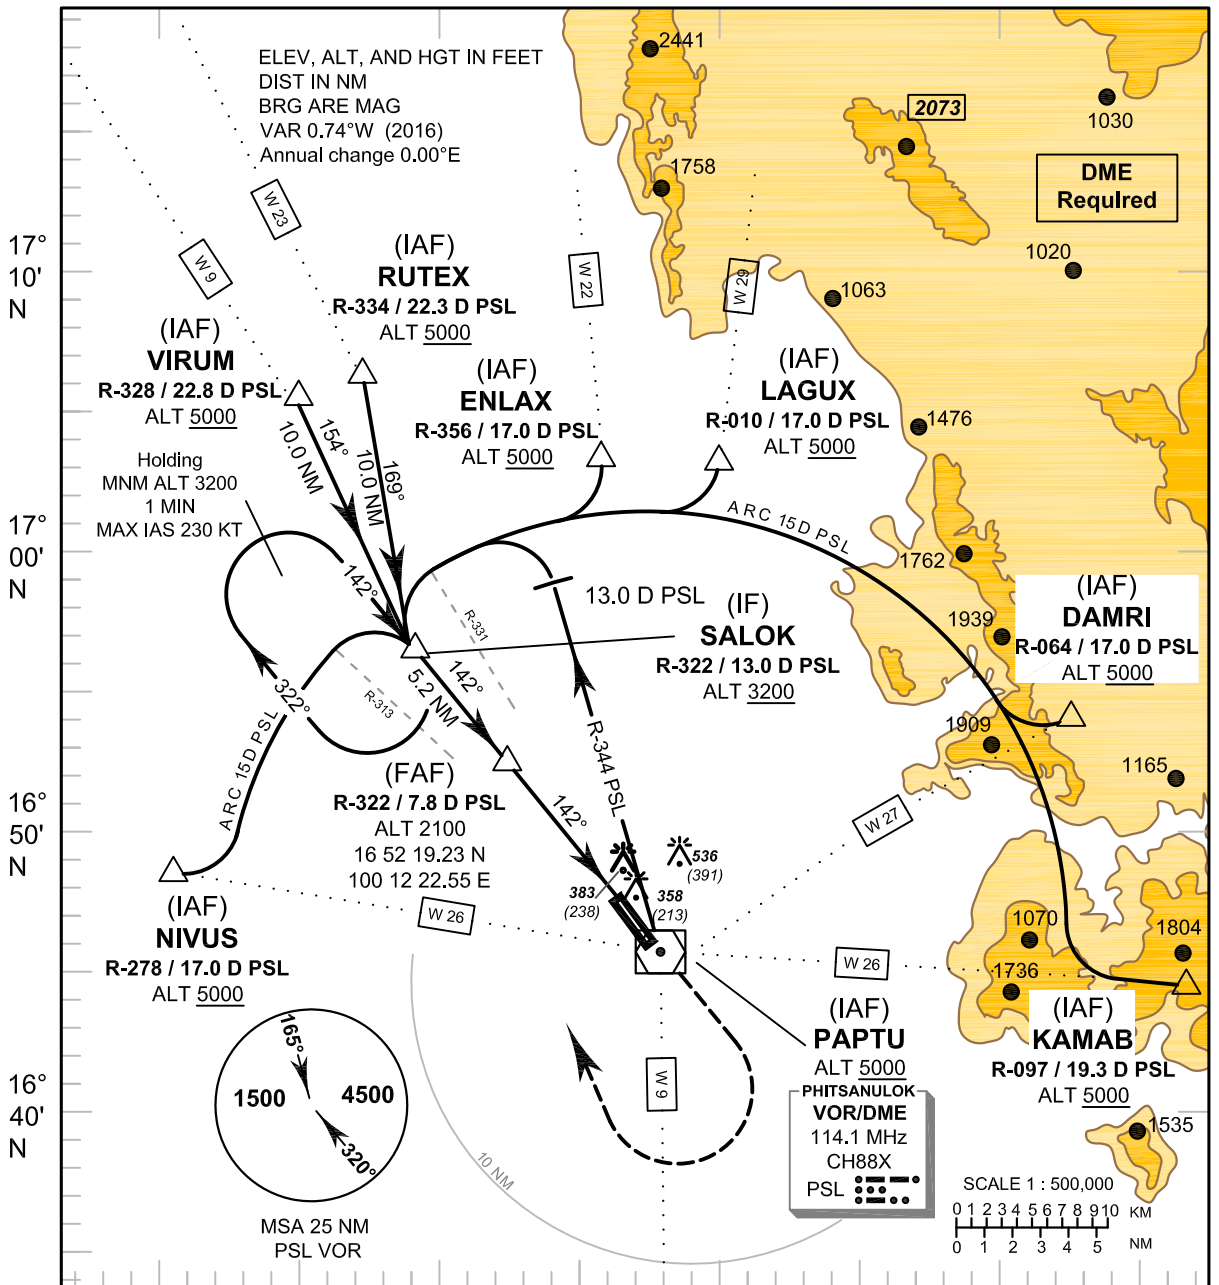 ELEV, ALT, AND HGT IN FEET
DIST IN NM
BRG ARE MAG
VAR 0.74°W (2016)
Annual change 0.00°E
2441
2073
1030
1758
DME
Required
W 23
W 9
W 22
W 29
17°
10'
N
1020
1063
(IAF)
RUTEX
R-334 / 22.3 D PSL
ALT 5000
(IAF)
VIRUM
R-328 / 22.8 D PSL
ALT 5000
(IAF)
ENLAX
R-356 / 17.0 D PSL
ALT 5000
(IAF)
LAGUX
R-010 / 17.0 D PSL
ALT 5000
1476
154°
10.0 NM
169°
10.0 NM
Holding
MNM ALT 3200
1 MIN
MAX IAS 230 KT
ARC 15D PSL
17°
00'
N
1762
142°
13.0 D PSL
R-331
(IF)
SALOK
R-322 / 13.0 D PSL
ALT 3200
1939
(IAF)
DAMRI
R-064 / 17.0 D PSL
ALT 5000
142°
5.2 NM
322°
R-313
ARC 15D PSL
R-344 PSL
1909
1165
(FAF)
R-322 / 7.8 D PSL
ALT 2100
16 52 19.23 N
100 12 22.55 E
142°
16°
50'
N
W 27
536
(391)
383
(238)
358
(213)
(IAF)
NIVUS
R-278 / 17.0 D PSL
ALT 5000
W 26
W 26
1070
1804
1736
(IAF)
PAPTU
ALT 5000
(IAF)
KAMAB
R-097 / 19.3 D PSL
ALT 5000
W 9
165°
1500
4500
320°
MSA 25 NM
PSL VOR
10 NM
16°
40'
N
PHITSANULOK
VOR/DME
114.1 MHz
CH88X
PSL
1535
SCALE 1 : 500,000
0 1 2 3 4 5 6 7 8 9 10 KM
0 1 2 3 4 5 NM